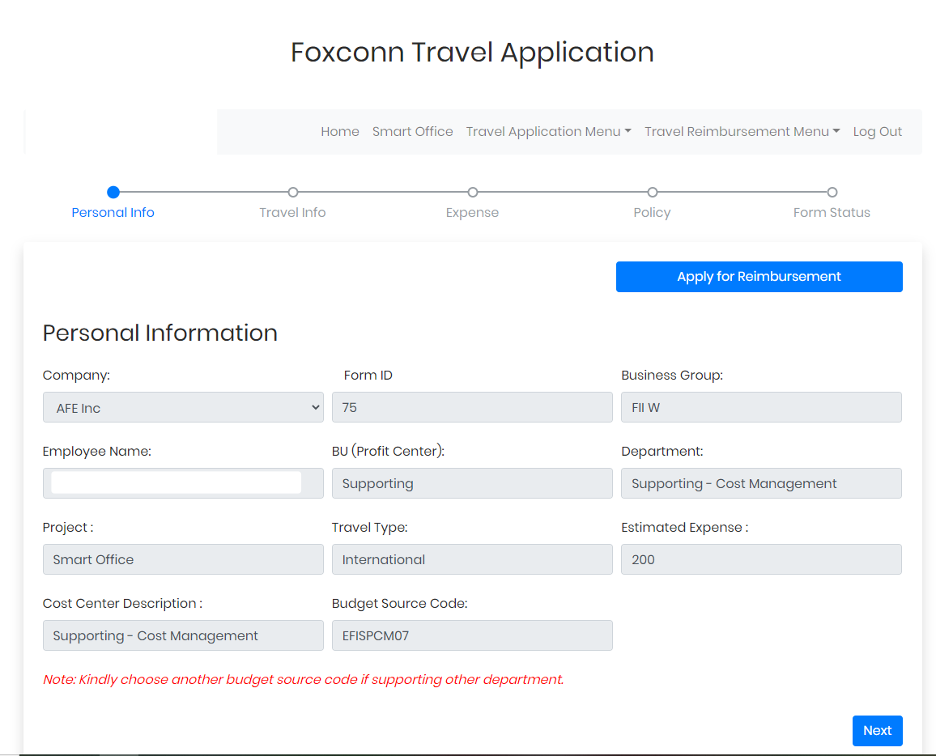 Foxconn Travel Application
Home Smart Office Travel Application Menu Travel Reimbursement Menu Log Out
Personal Info Travel Info Expense Policy Form Status
Apply for Reimbursement
Personal Information
Company: Form ID Business Group:
AFE Inc 75 FII W
Employee Name: BU (Profit Center): Department:
Supporting Supporting - Cost Management
Project : Travel Type: Estimated Expense :
Smart Office International 200
Cost Center Description : Budget Source Code:
Supporting - Cost Management EFISPCM07
Note: Kindly choose another budget source code if supporting other department.
Next